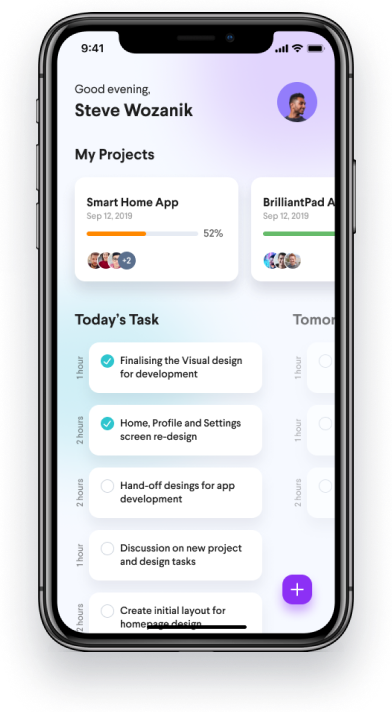 9:41
Good evening,
Steve Wozanik
My Projects
Smart Home App
Sep 12, 2019
52%
+2
BrilliantPad A
Sep 12, 2019
Today's Task
Tomor
1 hour
Finalising the Visual design
for development
1 hour
2 hours
Home, Profile and Settings
screen re-design
1 hour
2 hours
Hand-off desings for app
development
2 hours
1 hour
Discussion on new project
and design tasks
2 hours
Create initial layout for
homepage design